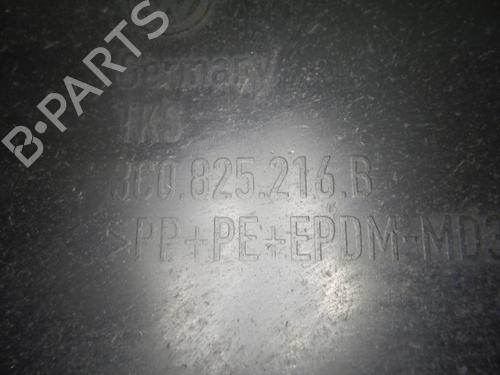 B-PARTS
Germany
3C0.825.216.B
>PP+PE+EPDM-MD